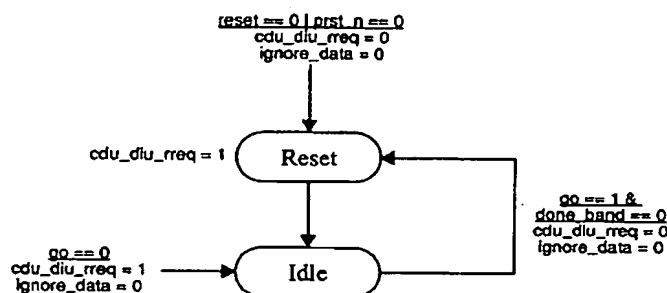 reset == 0 | prst_n == 0
cdu_diu_rreq = 0
ignore_data = 0
cdu_diu_rreq = 1
Reset
go == 1 &
done_band == 0
cdu_diu_rreq = 0
ignore_data = 0
go == 0
cdu_diu_rreq = 1
ignore_data = 0
Idle